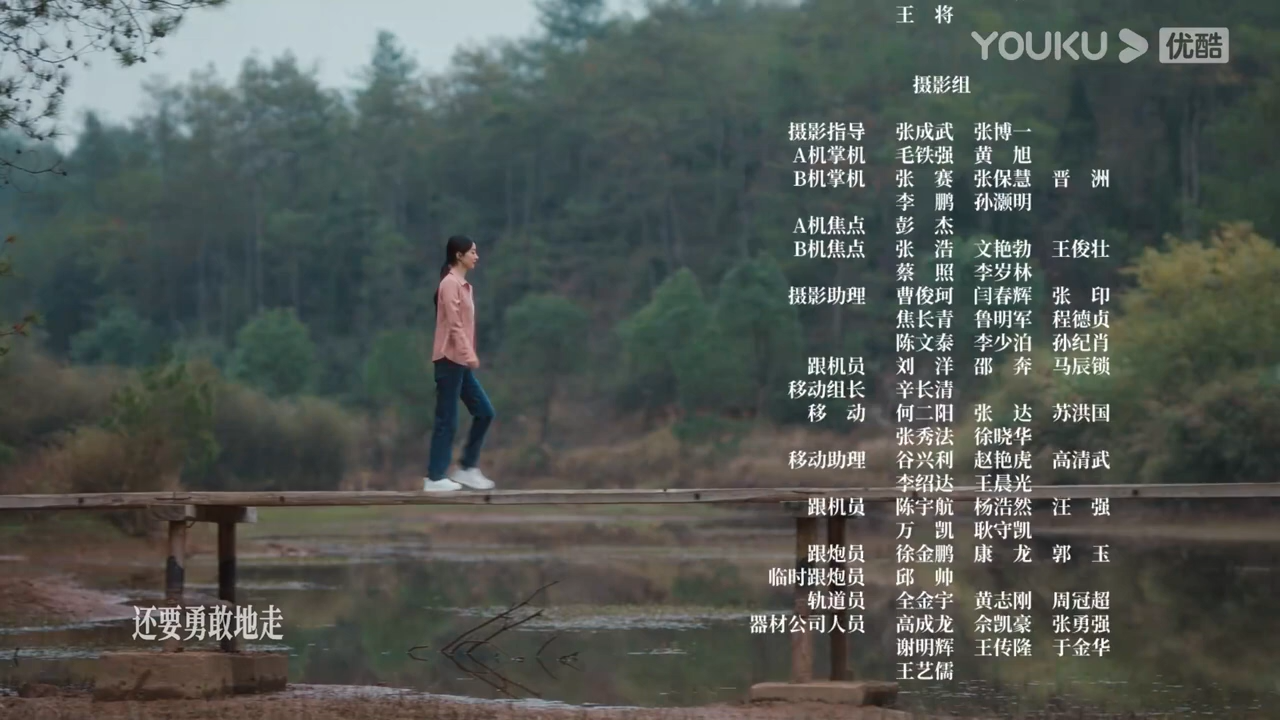 王　将
YOUKU 优酷
摄影组
摄影指导　张成武　张博一
A机掌机　毛铁强　黄　旭
B机掌机　张　赛　张保慧　晋　洲
李　鹏　孙灏明
A机焦点　彭　杰
B机焦点　张　浩　文艳勃　王俊壮
蔡　照　李岁林
摄影助理　曹俊珂　闫春辉　张　印
焦长青　鲁明军　程德贞
陈文泰　李少泊　孙纪肖
跟机员　刘　洋　邵　奔　马辰锁
移动组长　辛长清
移　动　何二阳　张　达　苏洪国
张秀法　徐晓华
移动助理　谷兴利　赵艳虎　高清武
李绍达　王晨光
跟机员　陈宇航　杨浩然　汪　强
万　凯　耿守凯
跟炮员　徐金鹏　康　龙　郭　玉
临时跟炮员　邱　帅
轨道员　全金宇　黄志刚　周冠超
器材公司人员　高成龙　佘凯豪　张勇强
谢明辉　王传隆　于金华
王艺儒
还要勇敢地走